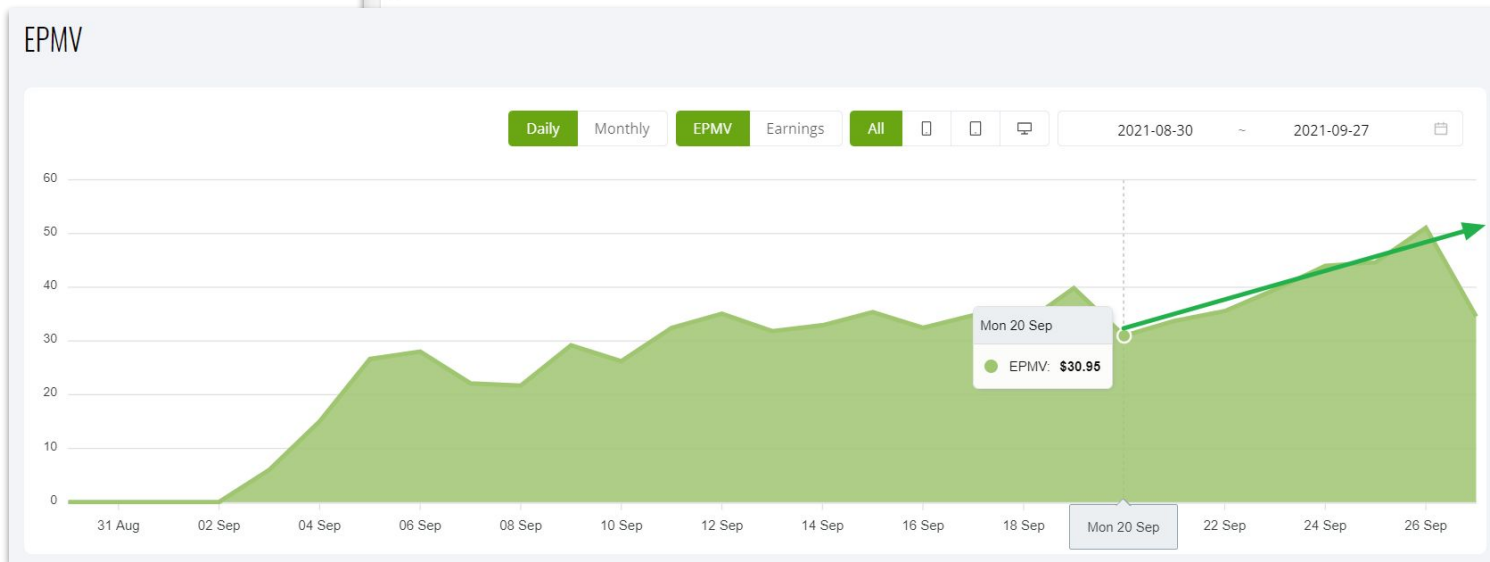 EPMV
Daily Monthly EPMV Earnings All 2021-08-30 ~ 2021-09-27
60
50
40
30
20
10
0
Mon 20 Sep
EPMV: $30.95
31 Aug 02 Sep 04 Sep 06 Sep 08 Sep 10 Sep 12 Sep 14 Sep 16 Sep 18 Sep Mon 20 Sep 22 Sep 24 Sep 26 Sep